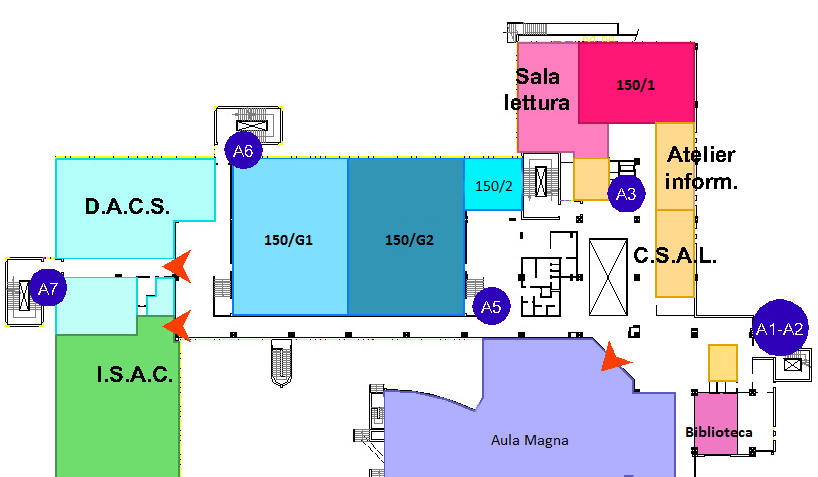 Sala
lettura
150/1
A6
Atelier
inform.
150/2
A3
D.A.C.S.
150/G1
150/G2
C.S.A.L.
A7
A5
A1-A2
I.S.A.C.
Biblioteca
Aula Magna